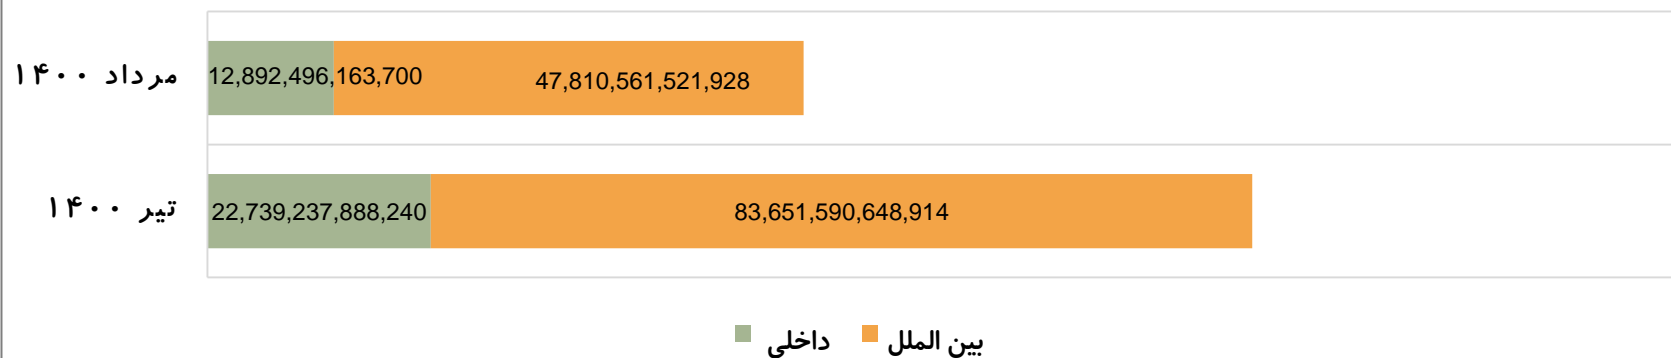 مرداد ۱۴۰۰
12,892,496,163,700
47,810,561,521,928
تیر ۱۴۰۰
22,739,237,888,240
83,651,590,648,914
داخلی
بین الملل